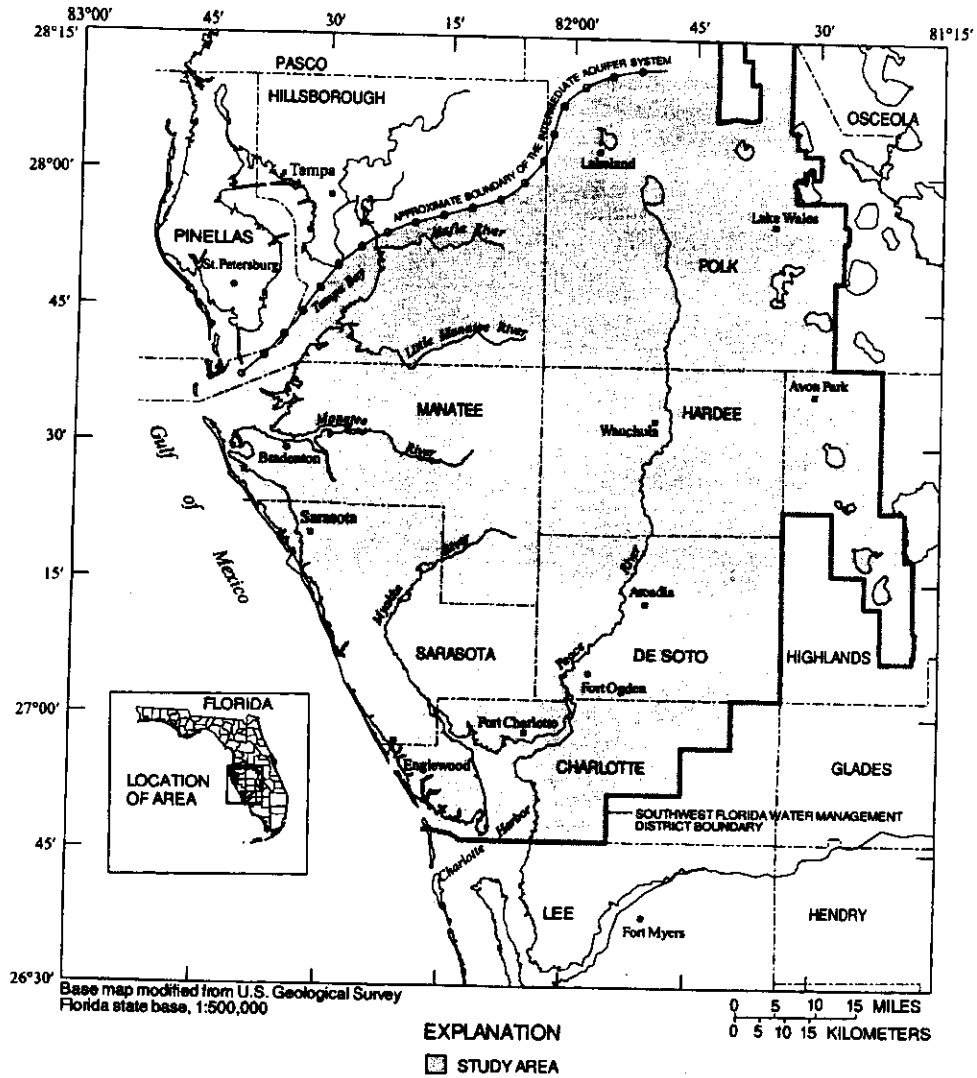 83°00'
45'
30'
15'
82°00'
45'
30'
81°15'
28°15'
PASCO
HILLSBOROUGH
APPROXIMATE BOUNDARY OF THE INTERMEDIATE AQUIFER SYSTEM
OSCEOLA
28°00'
Tampa
Lakeland
Lake Wales
PINELLAS
St. Petersburg
Alafia River
POLK
Tampa Bay
45'
Little Manatee River
Avon Park
MANATEE
HARDEE
Manatee
River
Wauchula
30'
Bradenton
Gulf
of
Mexico
Sarasota
River
Myakka
15'
River
Arcadia
SARASOTA
Peace
DE SOTO
HIGHLANDS
Fort Ogden
27°00'
FLORIDA
LOCATION
OF AREA
Port Charlotte
Englewood
CHARLOTTE
GLADES
SOUTHWEST FLORIDA WATER MANAGEMENT
DISTRICT BOUNDARY
45'
Charlotte
Harbor
LEE
HENDRY
Fort Myers
26°30'
Base map modified from U.S. Geological Survey
Florida state base, 1:500,000
0 5 10 15 MILES
0 5 10 15 KILOMETERS
EXPLANATION
STUDY AREA